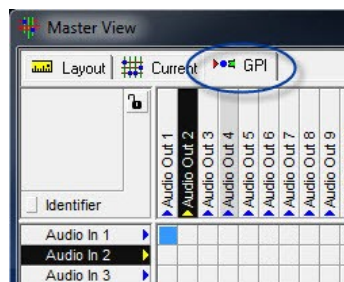 Master View
Layout
Current
GPI
Audio Out 1
Audio Out 2
Audio Out 3
Audio Out 4
Audio Out 5
Audio Out 6
Audio Out 7
Audio Out 8
Audio Out 9
Identifier
Audio In 1
Audio In 2
Audio In 3